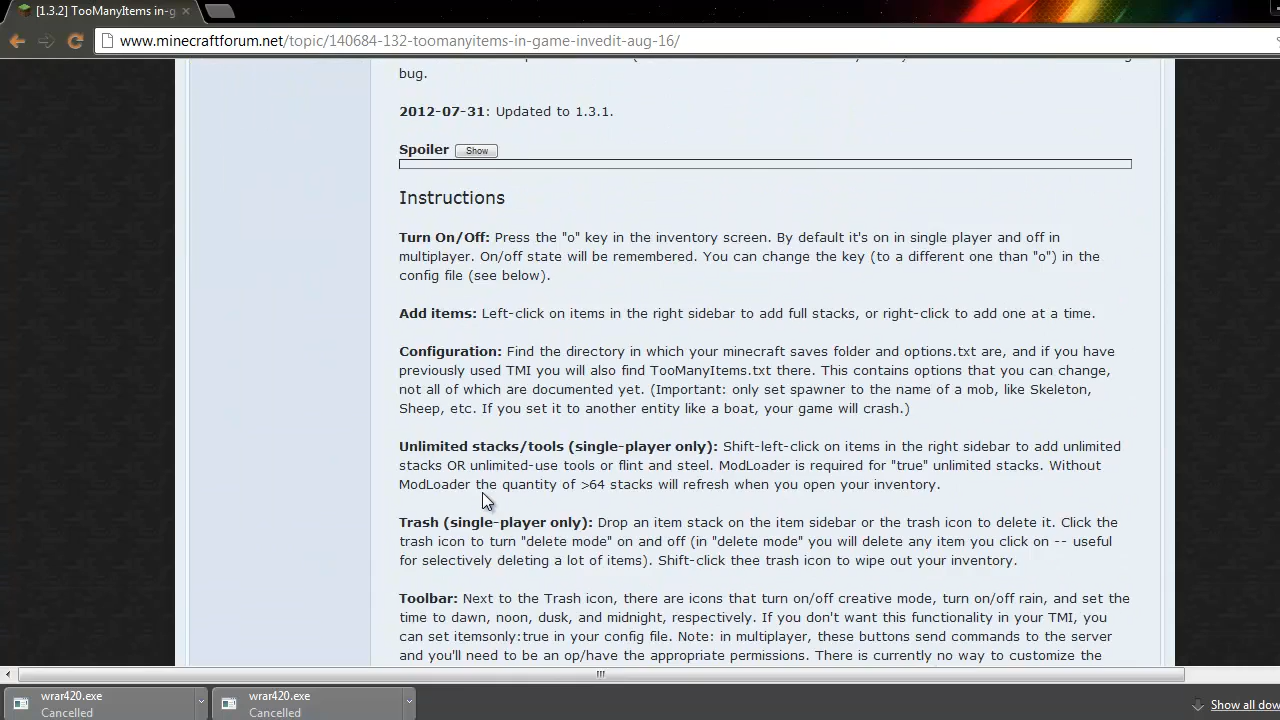 [1.3.2] TooManyItems in-g
www.minecraftforum.net/topic/140684-132-toomanyitems-in-game-invedit-aug-16/
bug.
2012-07-31: Updated to 1.3.1.
Spoiler Show
Instructions
Turn On/Off: Press the "o" key in the inventory screen. By default it's on in single player and off in
multiplayer. On/off state will be remembered. You can change the key (to a different one than "o") in the
config file (see below).
Add items: Left-click on items in the right sidebar to add full stacks, or right-click to add one at a time.
Configuration: Find the directory in which your minecraft saves folder and options.txt are, and if you have
previously used TMI you will also find TooManyItems.txt there. This contains options that you can change,
not all of which are documented yet. (Important: only set spawner to the name of a mob, like Skeleton,
Sheep, etc. If you set it to another entity like a boat, your game will crash.)
Unlimited stacks/tools (single-player only): Shift-left-click on items in the right sidebar to add unlimited
stacks OR unlimited-use tools or flint and steel. ModLoader is required for "true" unlimited stacks. Without
ModLoader the quantity of >64 stacks will refresh when you open your inventory.
Trash (single-player only): Drop an item stack on the item sidebar or the trash icon to delete it. Click the
trash icon to turn "delete mode" on and off (in "delete mode" you will delete any item you click on -- useful
for selectively deleting a lot of items). Shift-click thee trash icon to wipe out your inventory.
Toolbar: Next to the Trash icon, there are icons that turn on/off creative mode, turn on/off rain, and set the
time to dawn, noon, dusk, and midnight, respectively. If you don't want this functionality in your TMI, you
can set itemsonly:true in your config file. Note: in multiplayer, these buttons send commands to the server
and you'll need to be an op/have the appropriate permissions. There is currently no way to customize the
wrar420.exe
Cancelled
wrar420.exe
Cancelled
Show all dow